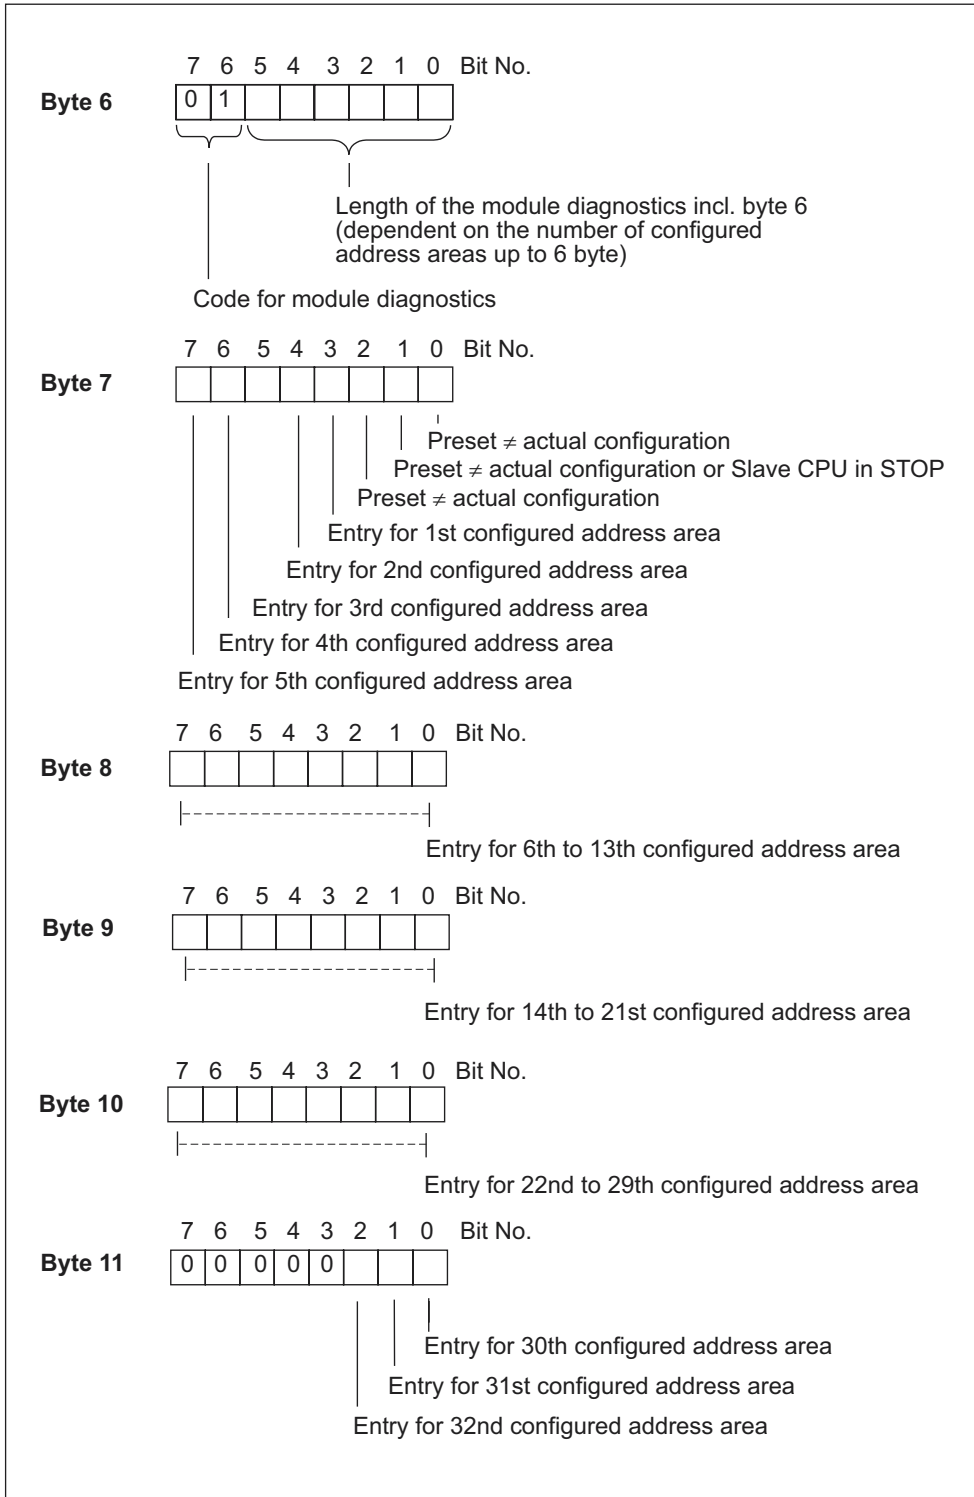 7 6 5 4 3 2 1 0 Bit No.
Byte 6 0 1
Length of the module diagnostics incl. byte 6
(dependent on the number of configured
address areas up to 6 byte)
Code for module diagnostics
7 6 5 4 3 2 1 0 Bit No.
Byte 7
Preset ≠ actual configuration
Preset ≠ actual configuration or Slave CPU in STOP
Preset ≠ actual configuration
Entry for 1st configured address area
Entry for 2nd configured address area
Entry for 3rd configured address area
Entry for 4th configured address area
Entry for 5th configured address area
7 6 5 4 3 2 1 0 Bit No.
Byte 8
Entry for 6th to 13th configured address area
7 6 5 4 3 2 1 0 Bit No.
Byte 9
Entry for 14th to 21st configured address area
7 6 5 4 3 2 1 0 Bit No.
Byte 10
Entry for 22nd to 29th configured address area
7 6 5 4 3 2 1 0 Bit No.
Byte 11 0 0 0 0 0
Entry for 30th configured address area
Entry for 31st configured address area
Entry for 32nd configured address area